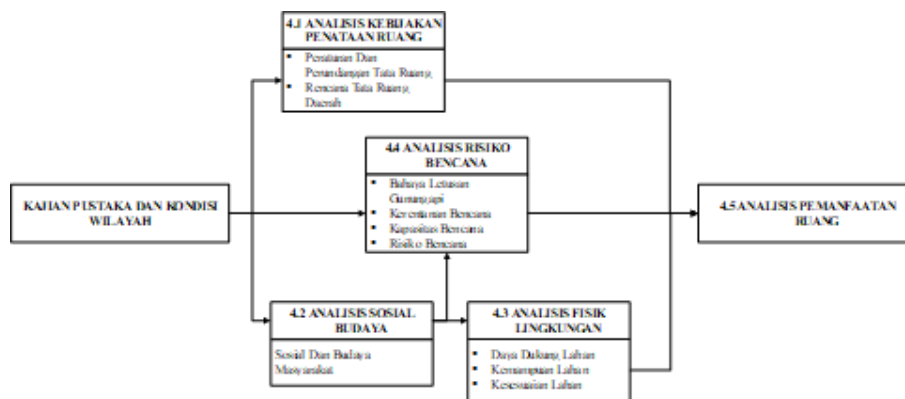 4.1 ANALISIS KEBIJAKAN
PENATAAN RUANG
▪ Peraturan Dan
Perundangan Tata Ruang
▪ Rencana Tata Ruang
Daerah
4.4 ANALISIS RISIKO
BENCANA
▪ Bahaya Letusan
Gunungapi
▪ Kerentanan Bencana
▪ Kapasitas Bencana
▪ Risiko Bencana
KAJIAN PUSTAKA DAN KONDISI
WILAYAH
4.5 ANALISIS PEMANFAATAN
RUANG
4.2 ANALISIS SOSIAL
BUDAYA
Sosial Dan Budaya
Masyarakat
4.3 ANALISIS FISIK
LINGKUNGAN
▪ Daya Dukung Lahan
▪ Kemampuan Lahan
▪ Kesesuaian Lahan